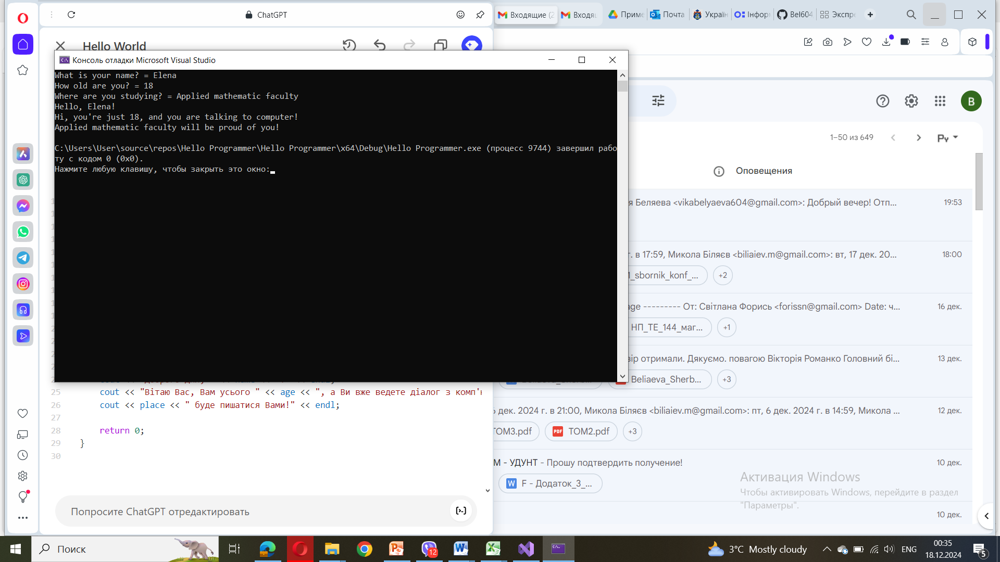 ChatGPT
Входящие (2
Входя
Приме
Почта
Україн
Інфор
Bel604
Экспре
Hello World
Консоль отладки Microsoft Visual Studio
What is your name? = Elena
How old are you? = 18
Where are you studying? = Applied mathematic faculty
Hello, Elena!
Hi, you're just 18, and you are talking to computer!
Applied mathematic faculty will be proud of you!
C:\Users\User\source\repos\Hello Programmer\Hello Programmer\x64\Debug\Hello Programmer.exe (процесс 9744) завершил рабо
ту с кодом 0 (0x0).
Нажмите любую клавишу, чтобы закрыть это окно:
25 cout << "Вітаю Вас, Вам усього " << age << ", а Ви вже ведете діалог з комп'
26 cout << place << " буде пишатися Вами!" << endl;
27
28 return 0;
29 }
30
Попросите ChatGPT отредактировать
B
1–50 из 649
Ру
Оповещения
я Беляева <vikabelyaeva604@gmail.com>: Добрый вечер! Отп... 19:53
г. в 17:59, Микола Біляєв <biliaiev.m@gmail.com>: вт, 17 дек. 20... 18:00
1_sbornik_konf_... +2
age --------- От: Світлана Форись <forissn@gmail.com> Date: ч... 16 дек.
НП_ТЕ_144_маг... +1
вір отримали. Дякуємо. повагою Вікторія Романко Головний бі... 13 дек.
Beliaeva_Sherb... +3
6 дек. 2024 г. в 21:00, Микола Біляєв <biliaiev.m@gmail.com>: пт, 6 дек. 2024 г. в 14:59, Микола ... 12 дек.
ТОМ3.pdf
PDF ТОМ2.pdf +3
М - УДУНТ - Прошу подтвердить получение! 10 дек.
W F - Додаток_3_...
Активация Windows
Чтобы активировать Windows, перейдите в раздел
"Параметры".
10 дек.
Поиск
12
3°C Mostly cloudy
ENG
00:35
18.12.2024
5